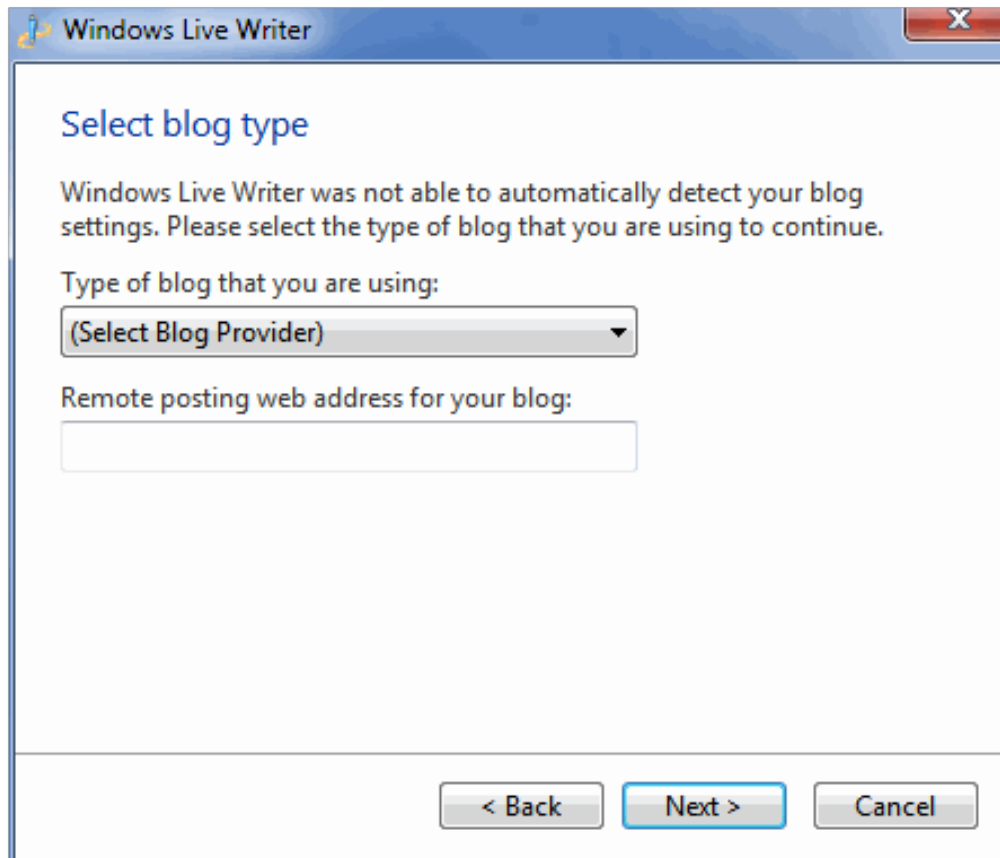 Windows Live Writer
Select blog type
Windows Live Writer was not able to automatically detect your blog
settings. Please select the type of blog that you are using to continue.
Type of blog that you are using:
(Select Blog Provider)
Remote posting web address for your blog:
< Back Next > Cancel